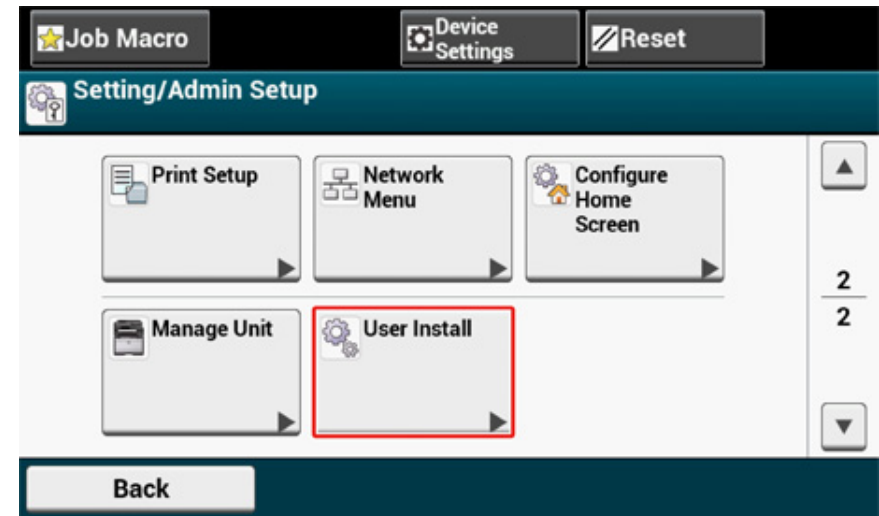 Job Macro
Device
Settings
Reset
Setting/Admin Setup
Print Setup
Network
Menu
Configure
Home
Screen
2
2
Manage Unit
User Install
Back